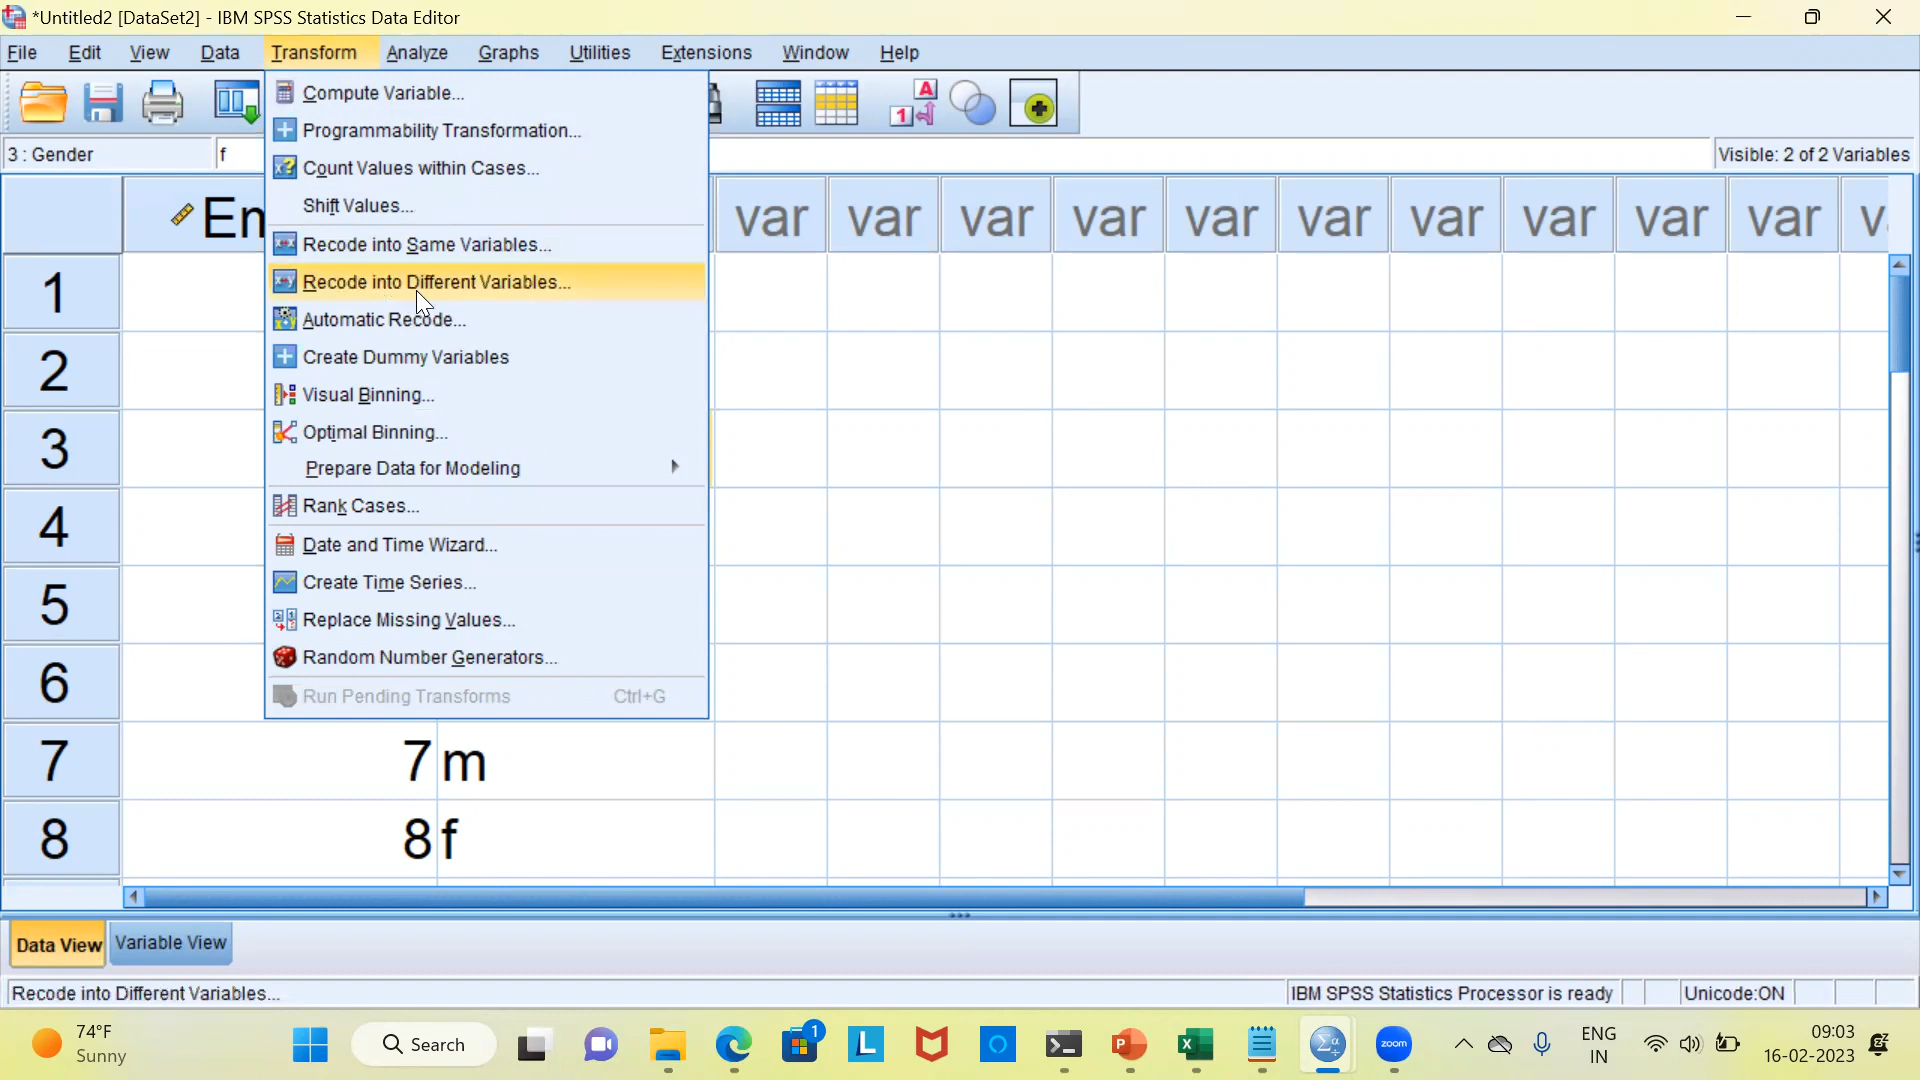 *Untitled2 [DataSet2] - IBM SPSS Statistics Data Editor
File Edit View Data Transform Analyze Graphs Utilities Extensions Window Help
3 : Gender f Visible: 2 of 2 Variables
En var var var var var var var var var var v
Compute Variable...
Programmability Transformation...
Count Values within Cases...
Shift Values...
Recode into Same Variables...
Recode into Different Variables...
Automatic Recode...
Create Dummy Variables
Visual Binning...
Optimal Binning...
Prepare Data for Modeling
Rank Cases...
Date and Time Wizard...
Create Time Series...
Replace Missing Values...
Random Number Generators...
Run Pending Transforms Ctrl+G
1
2
3
4
5
6
7 7 m
8 8 f
Data View Variable View
Recode into Different Variables... IBM SPSS Statistics Processor is ready Unicode:ON
74°F
Sunny
Search
1
zoom
ENG
IN
09:03
16-02-2023